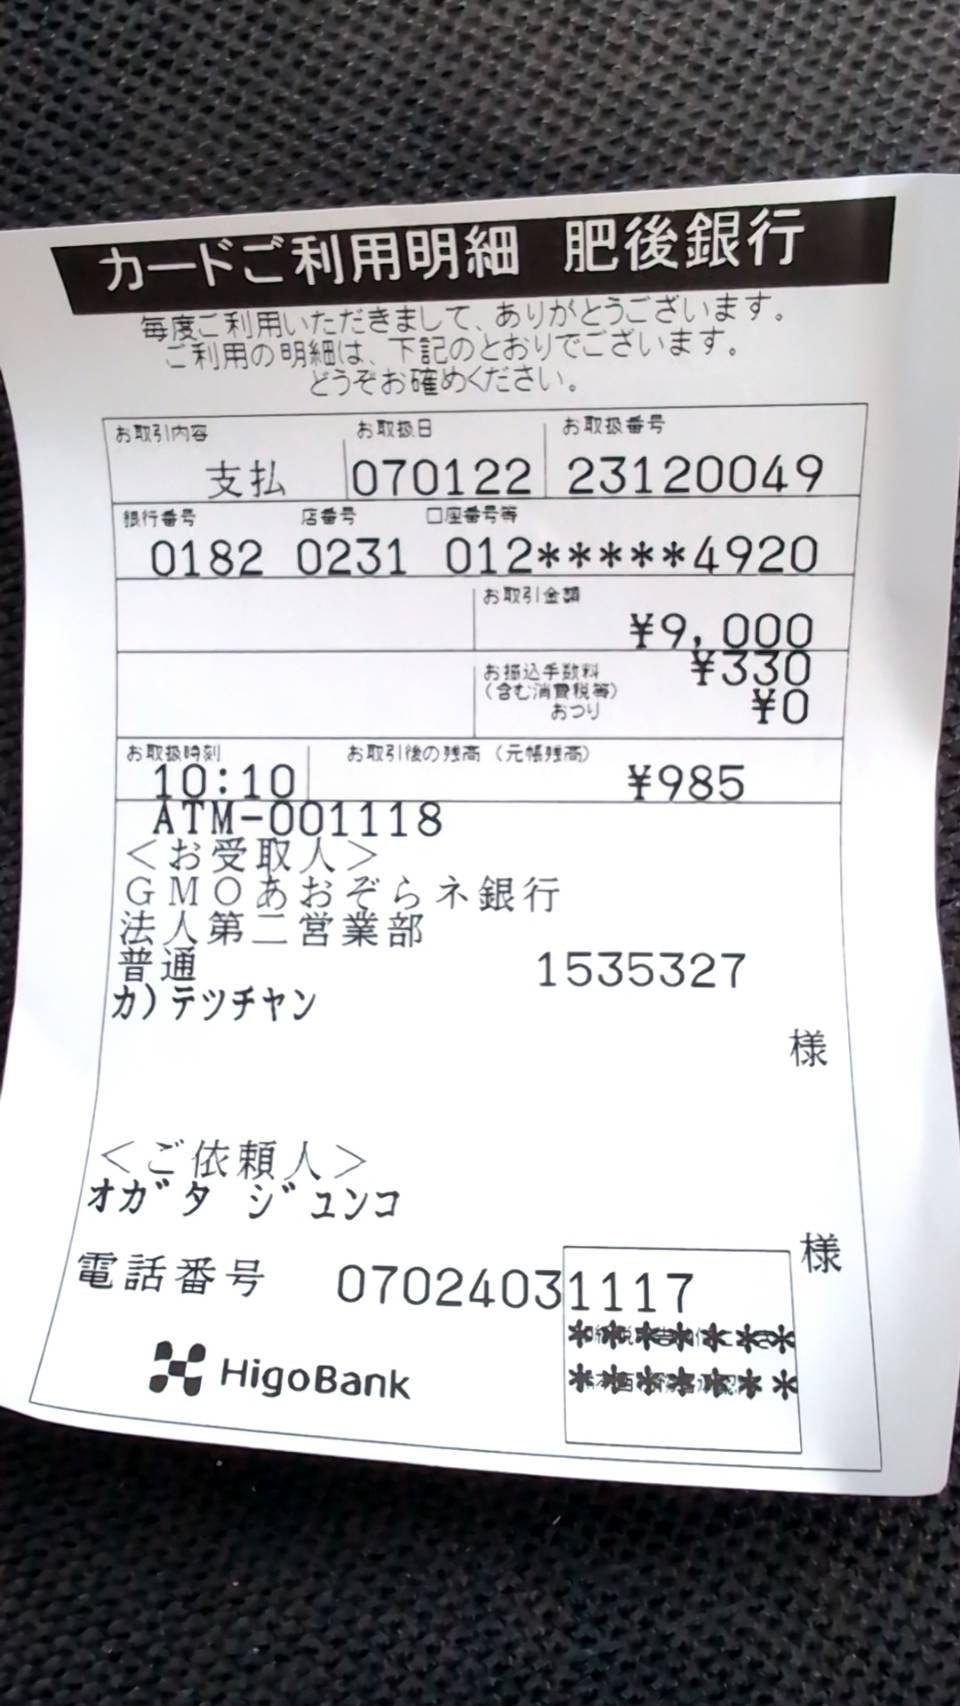 カードご利用明細 肥後銀行
毎度ご利用いただきまして、ありがとうございます。
ご利用の明細は、下記のとおりでございます。
どうぞお確めください。
お取引内容 お取扱日 お取扱番号
支払 070122 23120049
銀行番号 店番号 口座番号等
0182 0231 012*****4920
お取引金額
¥9,000
お振込手数料 ¥330
(含む消費税等)
おつり ¥0
お取扱時刻 お取引後の残高(元帳残高)
10:10 ¥985
ATM-001118
<お受取人>
GMOあおぞらネ銀行
法人第二営業部
普通 1535327
カ)テツチヤン
様
<ご依頼人>
オガタ ジユンコ
様
電話番号 07024031117
*******
*******
HigoBank